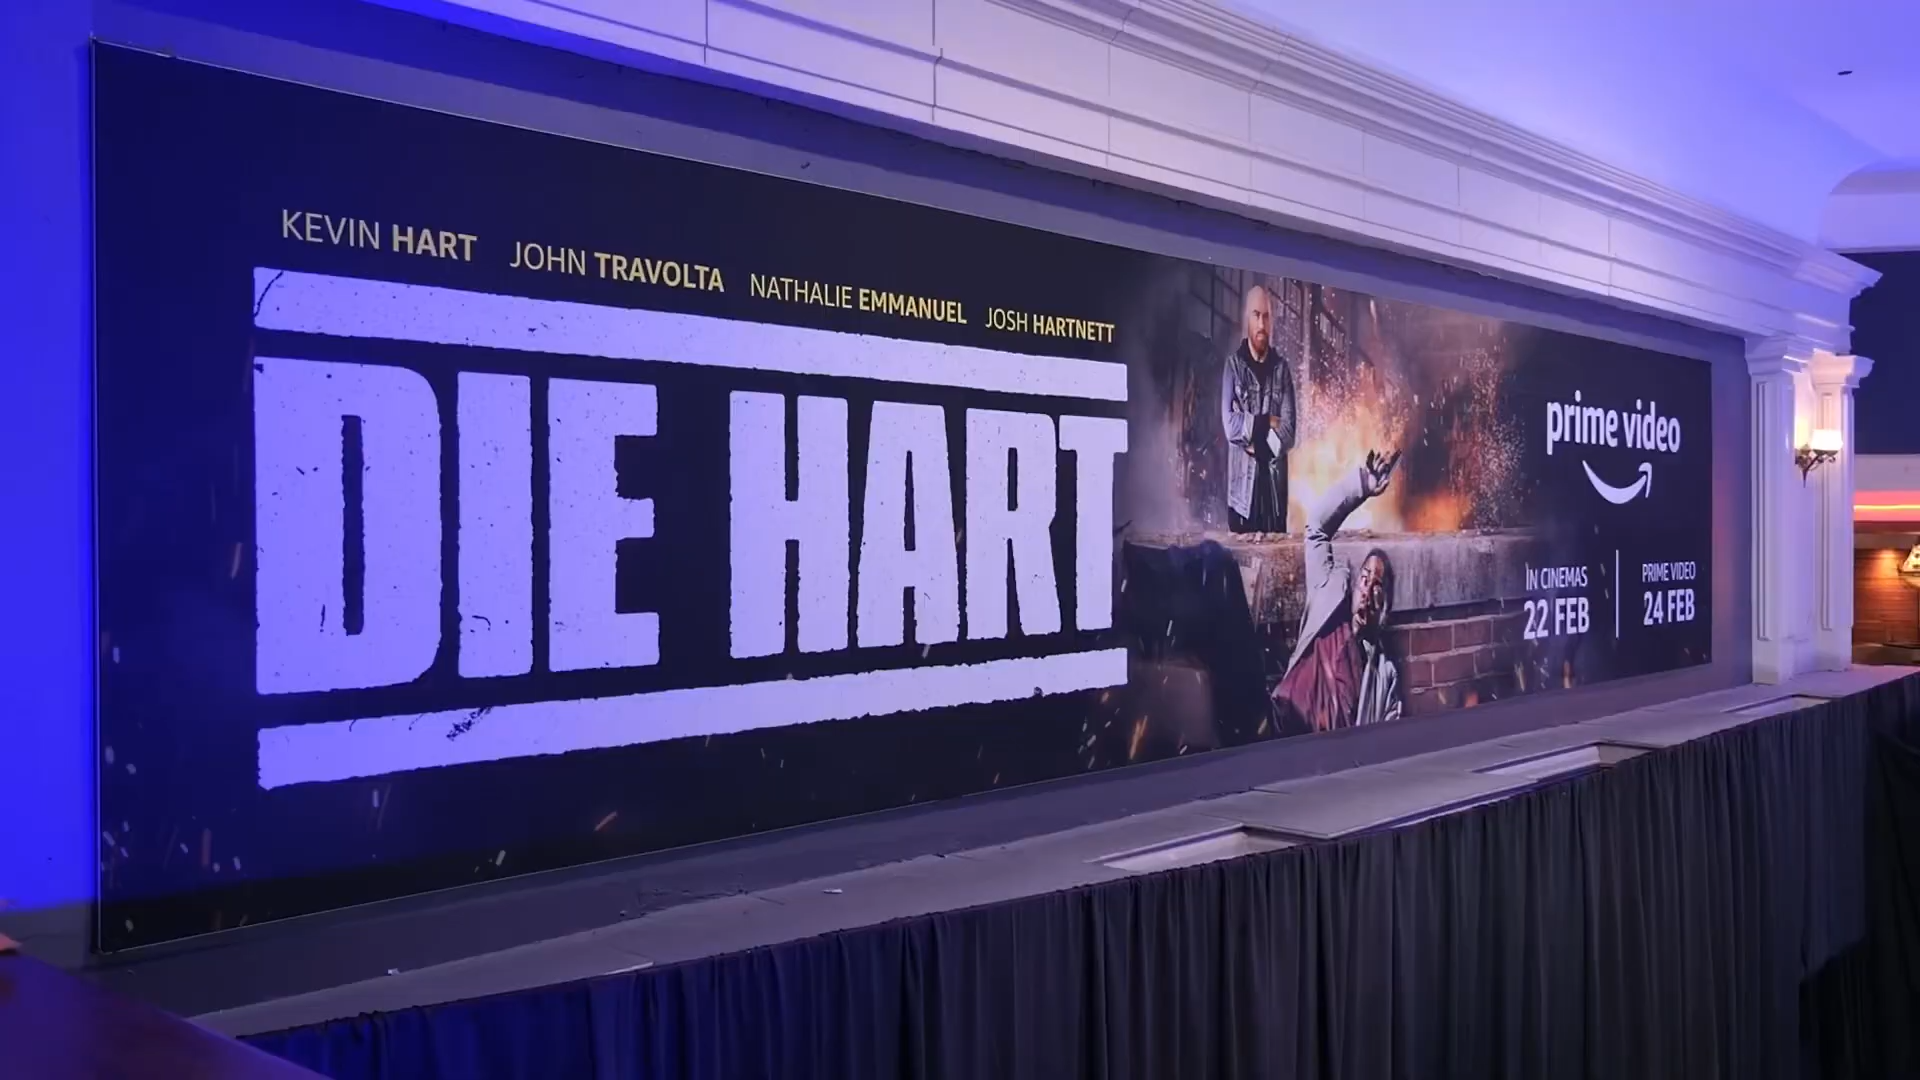 KEVIN HART JOHN TRAVOLTA NATHALIE EMMANUEL JOSH HARTNETT
DIE HART
prime video
IN CINEMAS
22 FEB
PRIME VIDEO
24 FEB